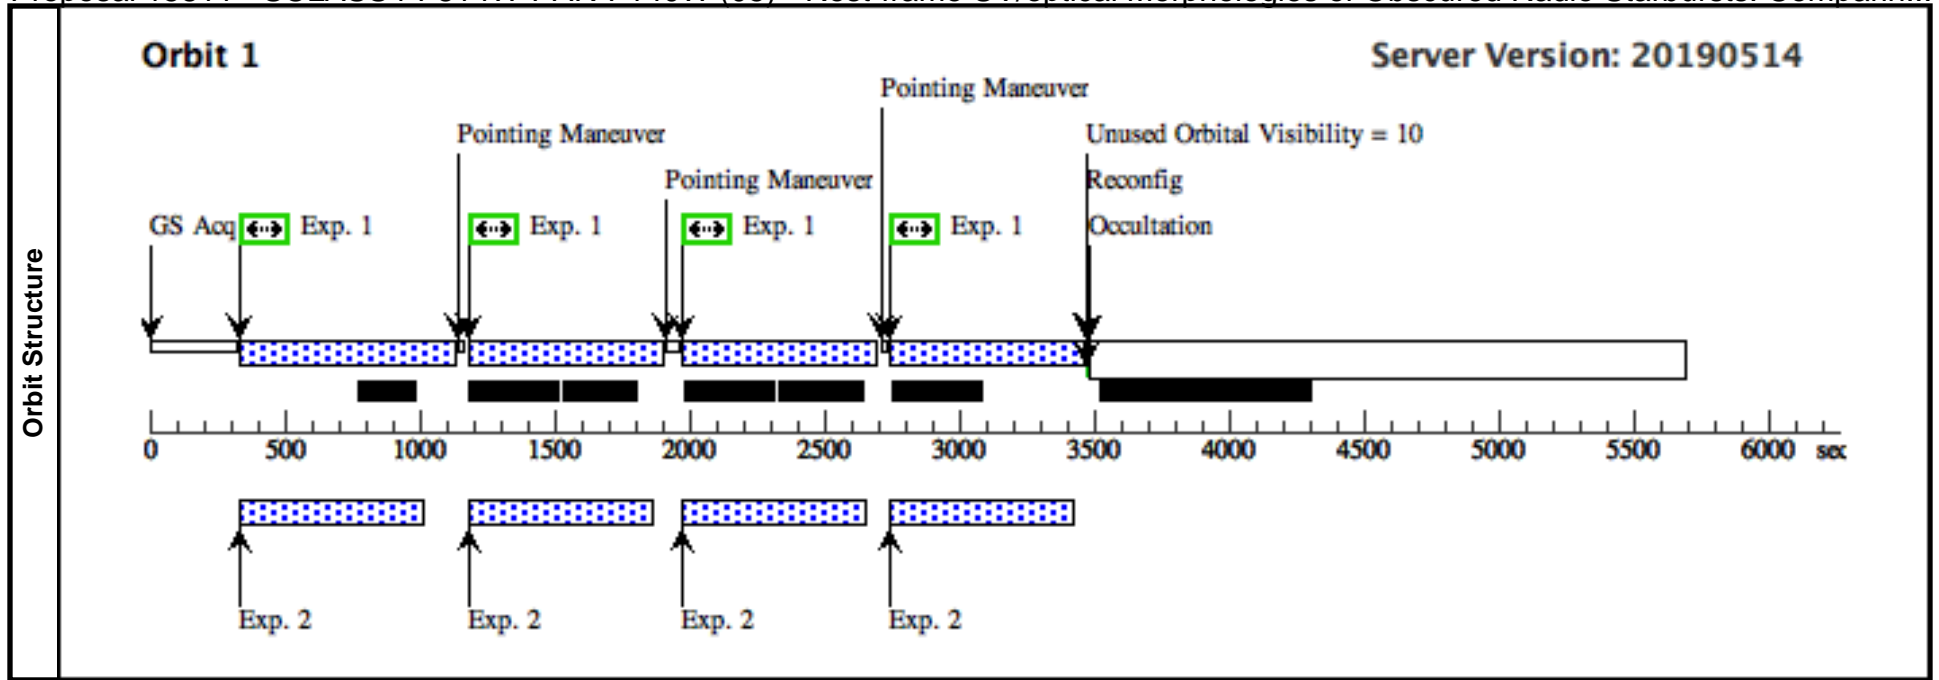 Orbit 1
Server Version: 20190514
Pointing Maneuver
Pointing Maneuver
Unused Orbital Visibility = 10
Pointing Maneuver
Reconfig
GS Acq
Exp. 1
Exp. 1
Exp. 1
Exp. 1
Occultation
Orbit Structure
0 500 1000 1500 2000 2500 3000 3500 4000 4500 5000 5500 6000 sec
Exp. 2
Exp. 2
Exp. 2
Exp. 2